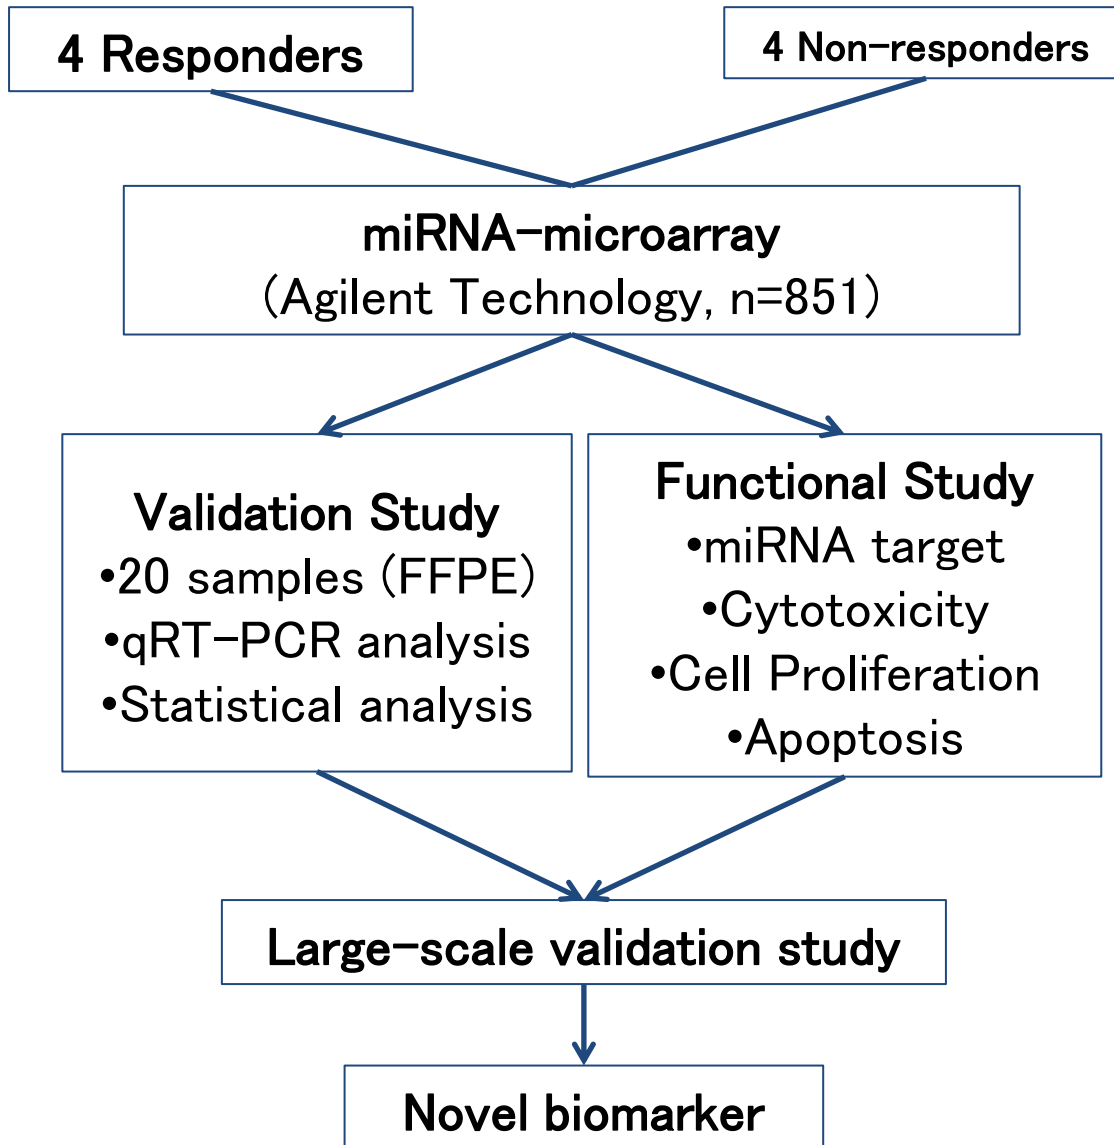 4 Responders
4 Non-responders
miRNA-microarray
(Agilent Technology, n=851)
Validation Study
•20 samples (FFPE)
•qRT-PCR analysis
•Statistical analysis
Functional Study
•miRNA target
•Cytotoxicity
•Cell Proliferation
•Apoptosis
Large-scale validation study
Novel biomarker